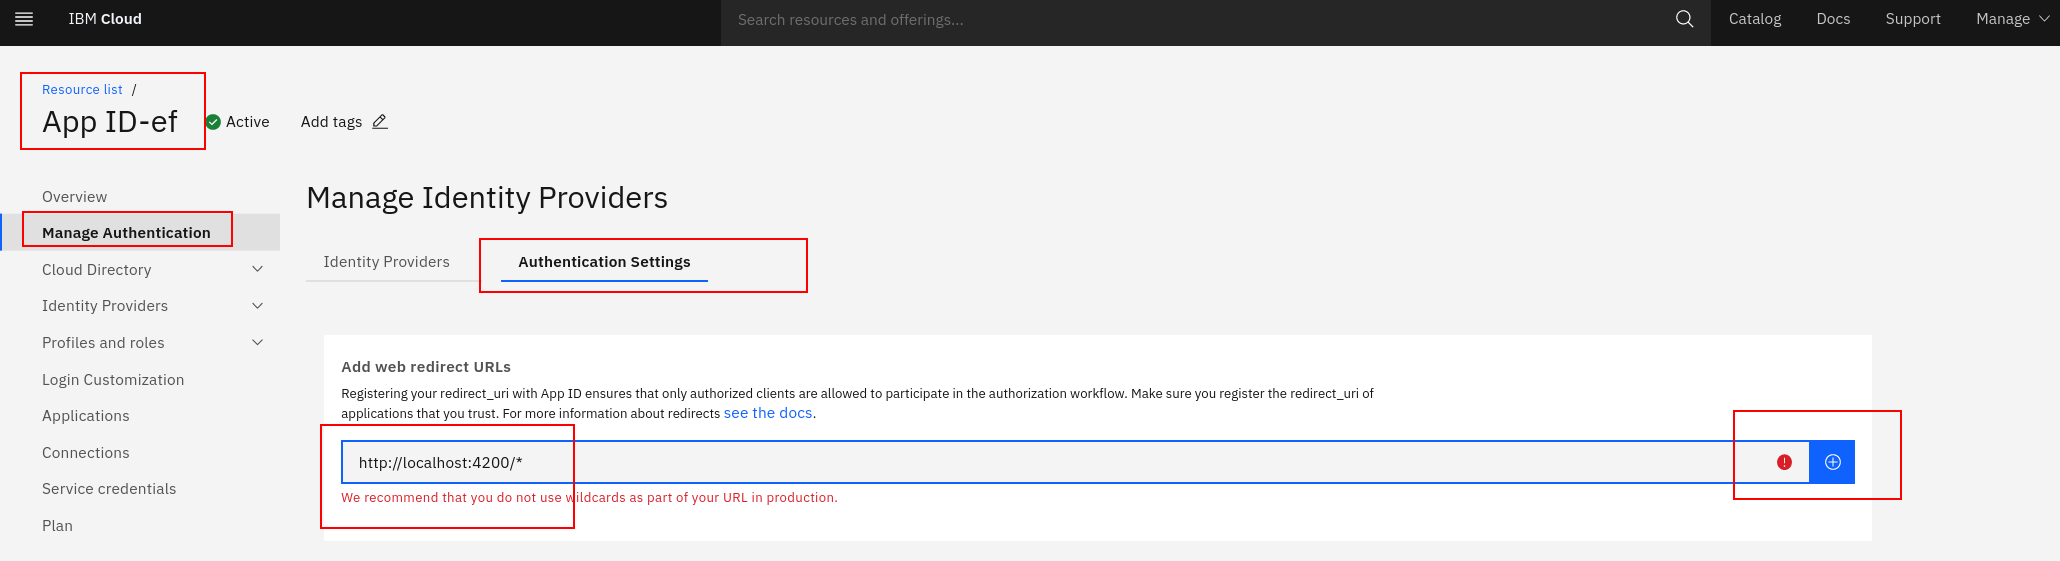 IBM Cloud
Search resources and offerings...
Catalog
Docs
Support
Manage
Resource list /
App ID-ef
Active
Add tags
Overview
Manage Authentication
Cloud Directory
Identity Providers
Profiles and roles
Login Customization
Applications
Connections
Service credentials
Plan
Manage Identity Providers
Identity Providers
Authentication Settings
Add web redirect URLs
Registering your redirect_uri with App ID ensures that only authorized clients are allowed to participate in the authorization workflow. Make sure you register the redirect_uri of
applications that you trust. For more information about redirects see the docs.
http://localhost:4200/*
We recommend that you do not use wildcards as part of your URL in production.